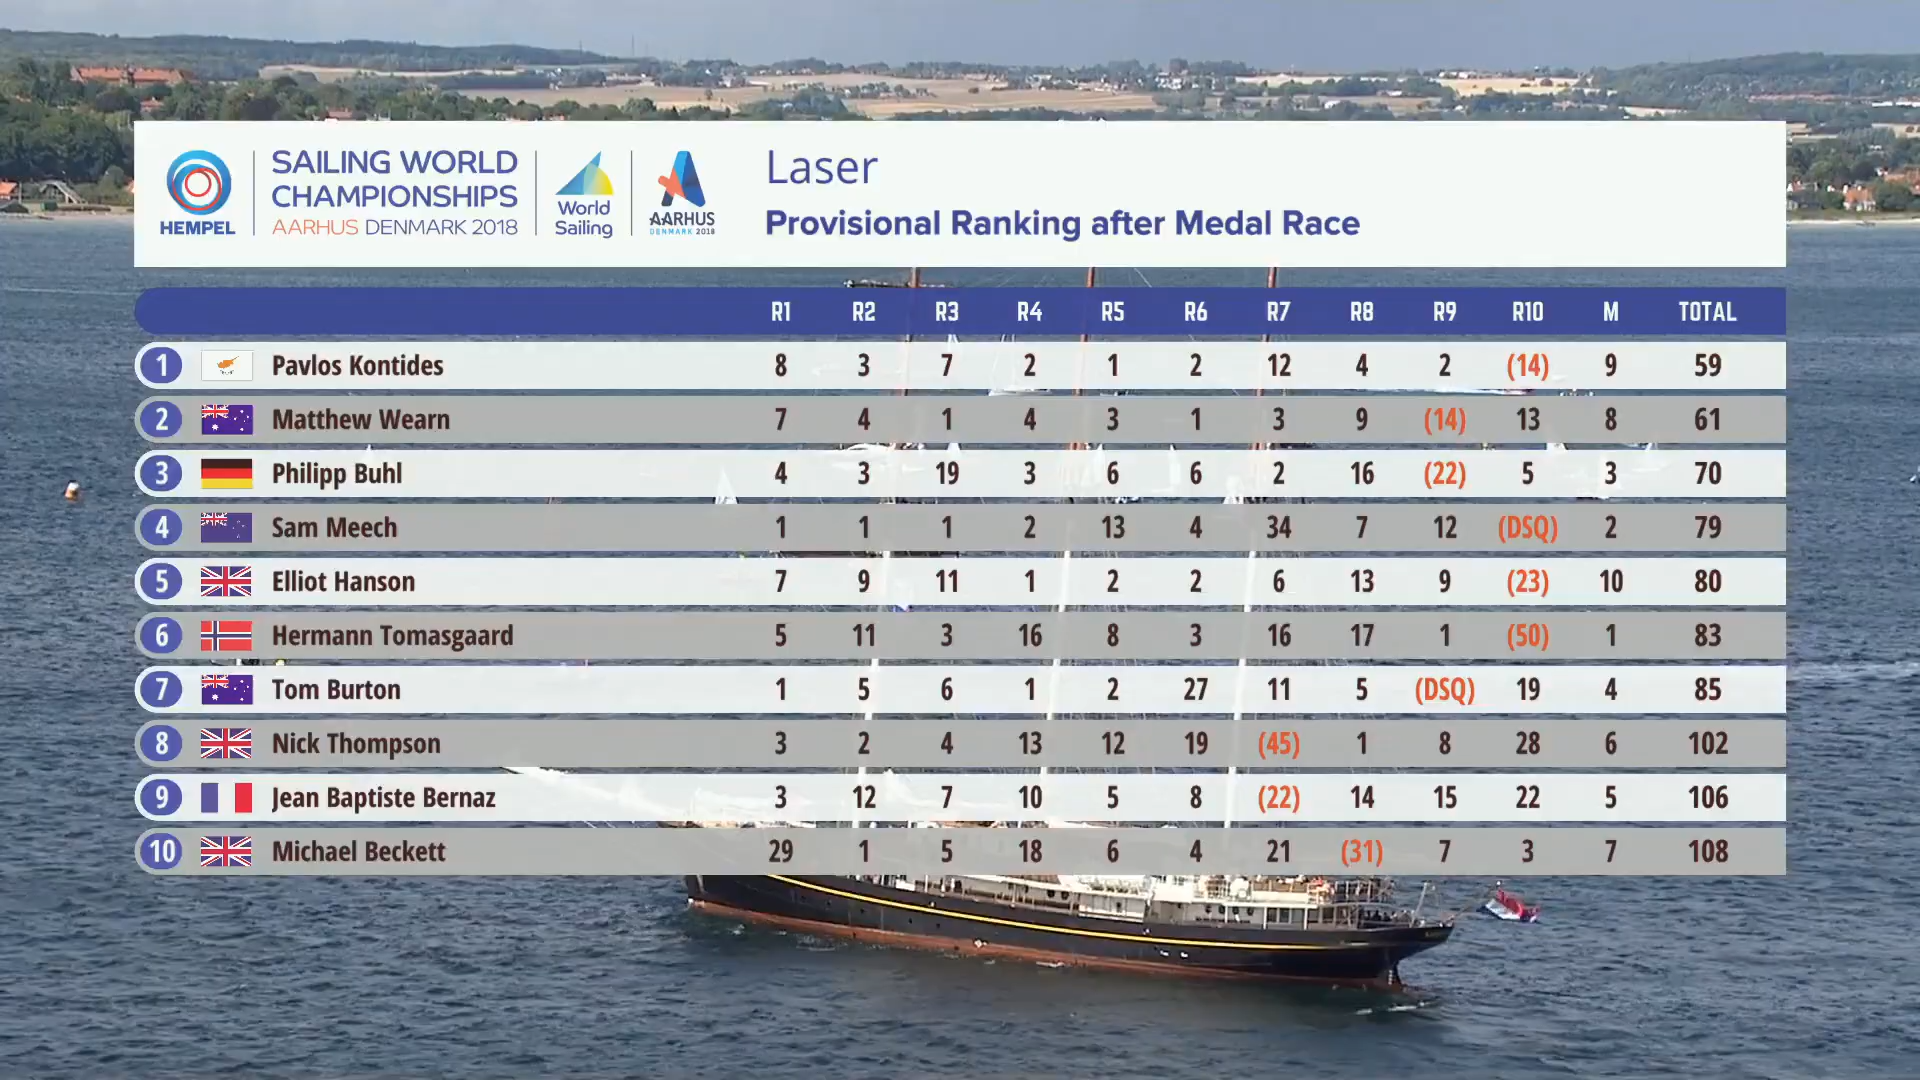 HEMPEL
SAILING WORLD
CHAMPIONSHIPS
AARHUS DENMARK 2018
World
Sailing
AARHUS
DENMARK 2018
Laser
Provisional Ranking after Medal Race
R1 R2 R3 R4 R5 R6 R7 R8 R9 R10 M TOTAL
1 Pavlos Kontides 8 3 7 2 1 2 12 4 2 (14) 9 59
2 Matthew Wearn 7 4 1 4 3 1 3 9 (14) 13 8 61
3 Philipp Buhl 4 3 19 3 6 6 2 16 (22) 5 3 70
4 Sam Meech 1 1 1 2 13 4 34 7 12 (DSQ) 2 79
5 Elliot Hanson 7 9 11 1 2 2 6 13 9 (23) 10 80
6 Hermann Tomasgaard 5 11 3 16 8 3 16 17 1 (50) 1 83
7 Tom Burton 1 5 6 1 2 27 11 5 (DSQ) 19 4 85
8 Nick Thompson 3 2 4 13 12 19 (45) 1 8 28 6 102
9 Jean Baptiste Bernaz 3 12 7 10 5 8 (22) 14 15 22 5 106
10 Michael Beckett 29 1 5 18 6 4 21 (31) 7 3 7 108